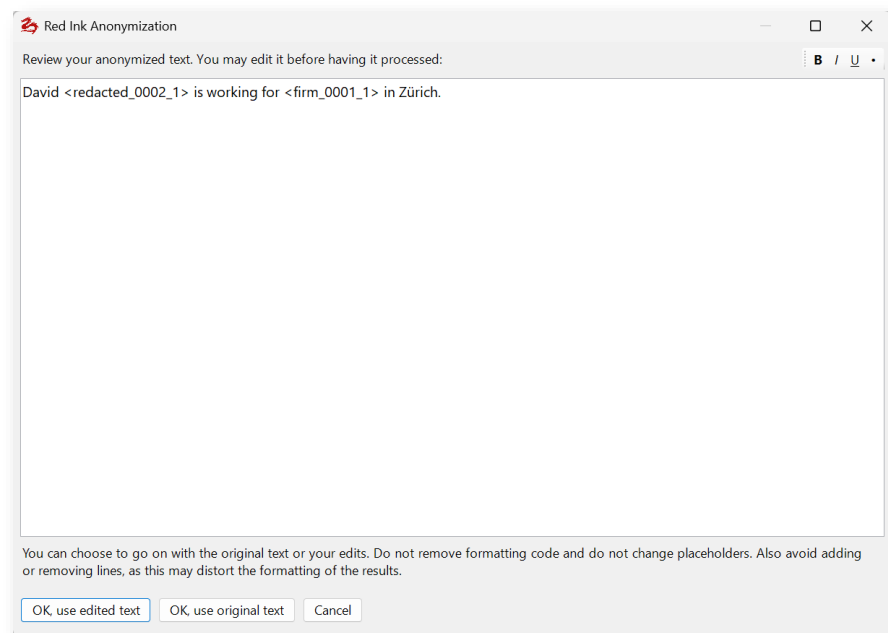 Red Ink Anonymization
Review your anonymized text. You may edit it before having it processed:
B I U •
David <redacted_0002_1> is working for <firm_0001_1> in Zürich.
You can choose to go on with the original text or your edits. Do not remove formatting code and do not change placeholders. Also avoid adding
or removing lines, as this may distort the formatting of the results.
OK, use edited text OK, use original text Cancel